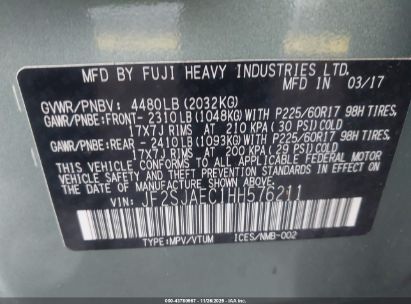 MFD BY FUJI HEAVY INDUSTRIES LTD. 03/17
GVWR/PNBV- 4480LB (2032KG)
GAWR/PNBE:FRONT- 2310LB (1048KG) WITH P225/60R17 98H TIRES,
17X7J RIMS AT 210 KPA (30 PSI) COLD
GAWR/PNBE:REAR - 2410LB (1093KG) WITH P225/60R17 98H TIRES,
17X7J RIMS AT 200 KPA (29 PSI) COLD
THIS VEHICLE CONFORMS TO ALL APPLICABLE FEDERAL MOTOR
VEHICLE SAFETY AND THEFT PREVENTION STANDARDS IN EFFECT ON
THE DATE OF MANUFACTURE SHOWN ABOVE.
VIN: JF2SJAEC1HH576211
TYPE:MPV/VTUM ICES/NMB-002